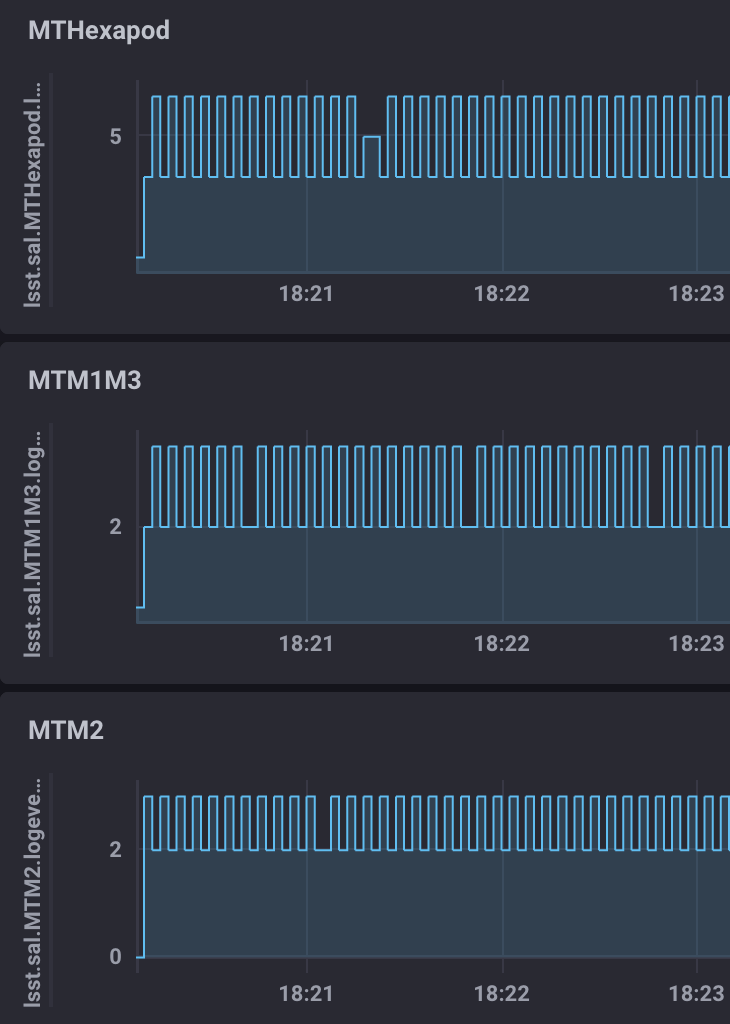 MTHexapod
lsst.sal.MTHexapod.l...
5
18:21 18:22 18:23
MTM1M3
lsst.sal.MTM1M3.log...
2
18:21 18:22 18:23
MTM2
lsst.sal.MTM2.logeve...
2
0
18:21 18:22 18:23